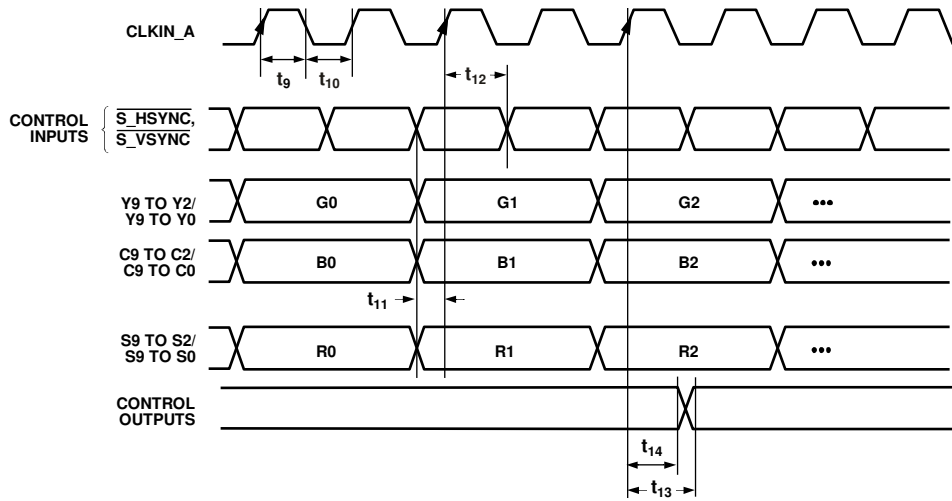 CLKIN_A
t9
t10
t12
CONTROL
INPUTS
S_HSYNC,
S_VSYNC
Y9 TO Y2/
Y9 TO Y0
G0
G1
G2
•••
C9 TO C2/
C9 TO C0
B0
B1
B2
•••
t11
S9 TO S2/
S9 TO S0
R0
R1
R2
•••
CONTROL
OUTPUTS
t14
t13